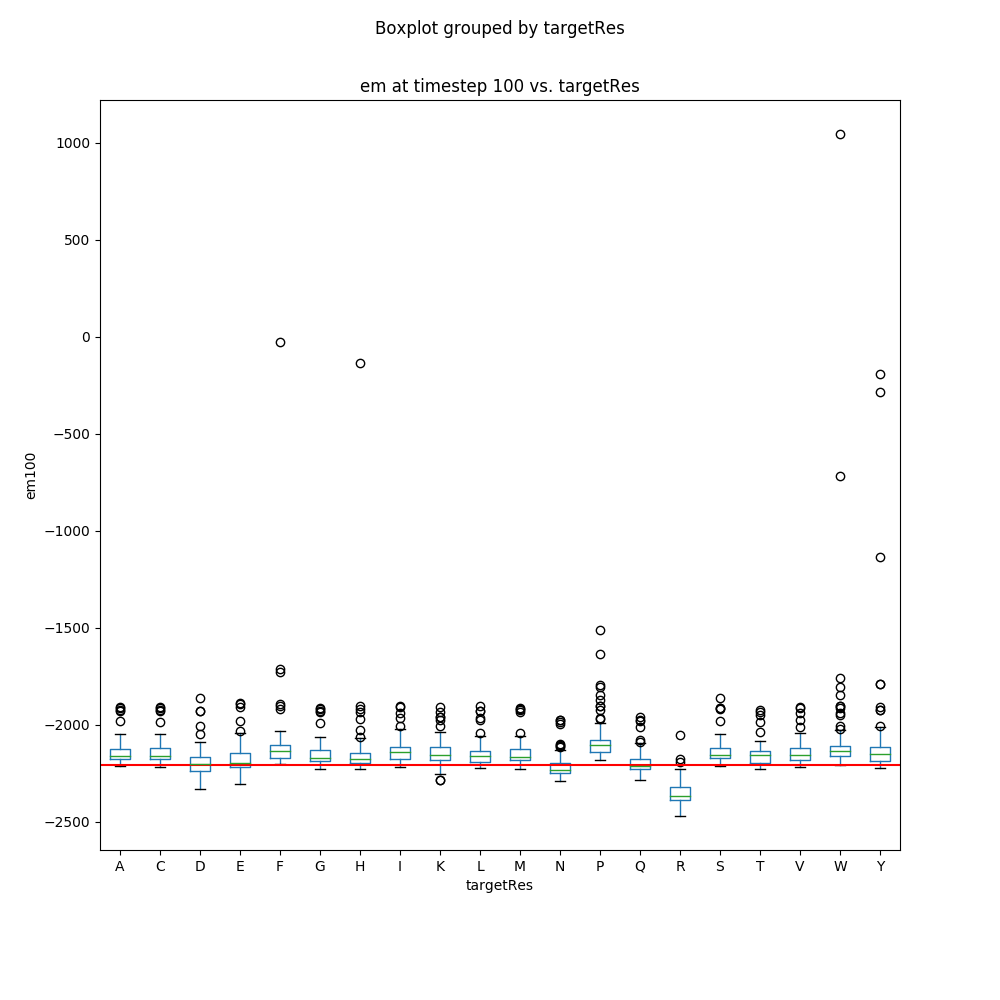 Boxplot grouped by targetRes
em at timestep 100 vs. targetRes
1000
500
0
−500
−1000
−1500
−2000
−2500
em100
A C D E F G H I K L M N P Q R S T V W Y
targetRes